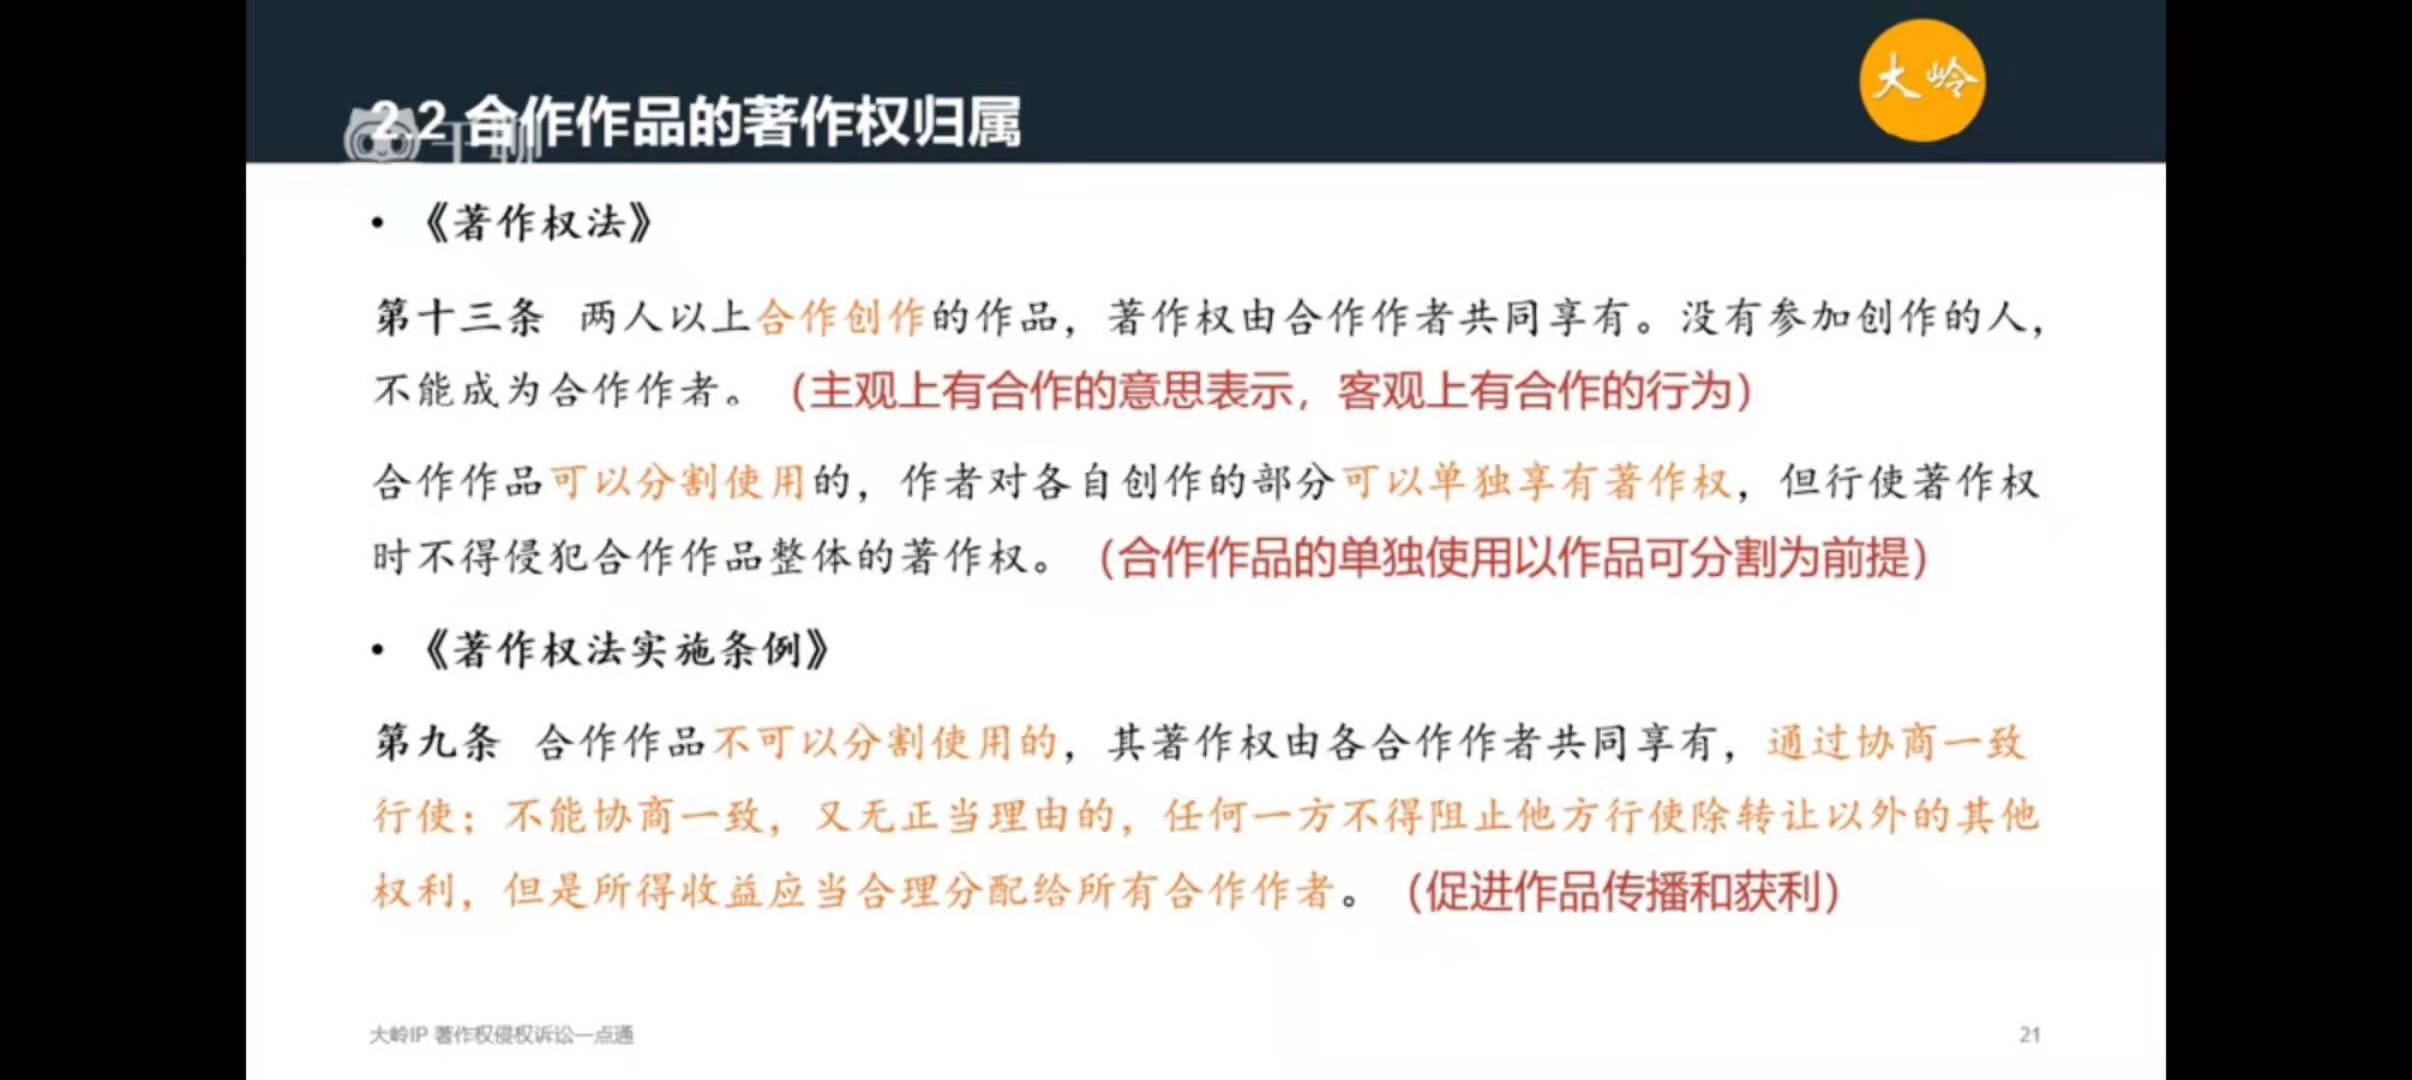 大岭
2.2 合作作品的著作权归属
千聊
• 《著作权法》
第十三条 两人以上合作创作的作品，著作权由合作作者共同享有。没有参加创作的人，
不能成为合作作者。（主观上有合作的意思表示，客观上有合作的行为）
合作作品可以分割使用的，作者对各自创作的部分可以单独享有著作权，但行使著作权
时不得侵犯合作作品整体的著作权。（合作作品的单独使用以作品可分割为前提）
• 《著作权法实施条例》
第九条 合作作品不可以分割使用的，其著作权由各合作作者共同享有，通过协商一致
行使；不能协商一致，又无正当理由的，任何一方不得阻止他方行使除转让以外的其他
权利，但是所得收益应当合理分配给所有合作作者。（促进作品传播和获利）
大岭IP 著作权侵权诉讼一点通
21